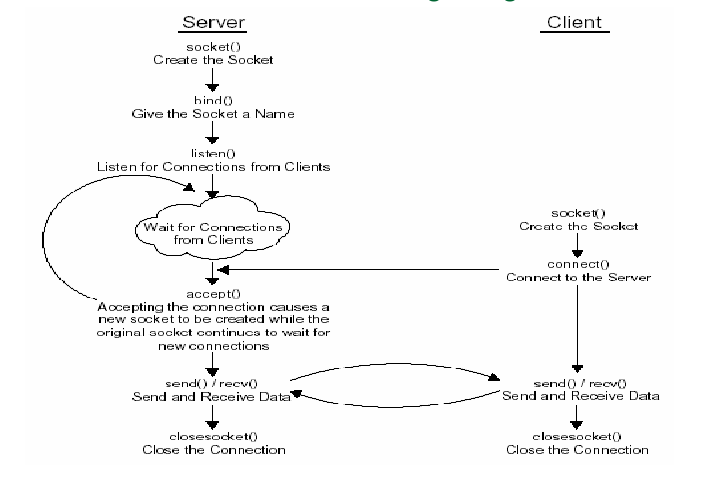 Server
socket()
Create the Socket
bind()
Give the Socket a Name
listen()
Listen for Connections from Clients
Wait for Connections
from Clients
accept()
Accepting the connection causes a
new socket to be created while the
original socket continues to wait for
new connections
send() / recv()
Send and Receive Data
closesocket()
Close the Connection
Client
socket()
Create the Socket
connect()
Connect to the Server
send() / recv()
Send and Receive Data
closesocket()
Close the Connection